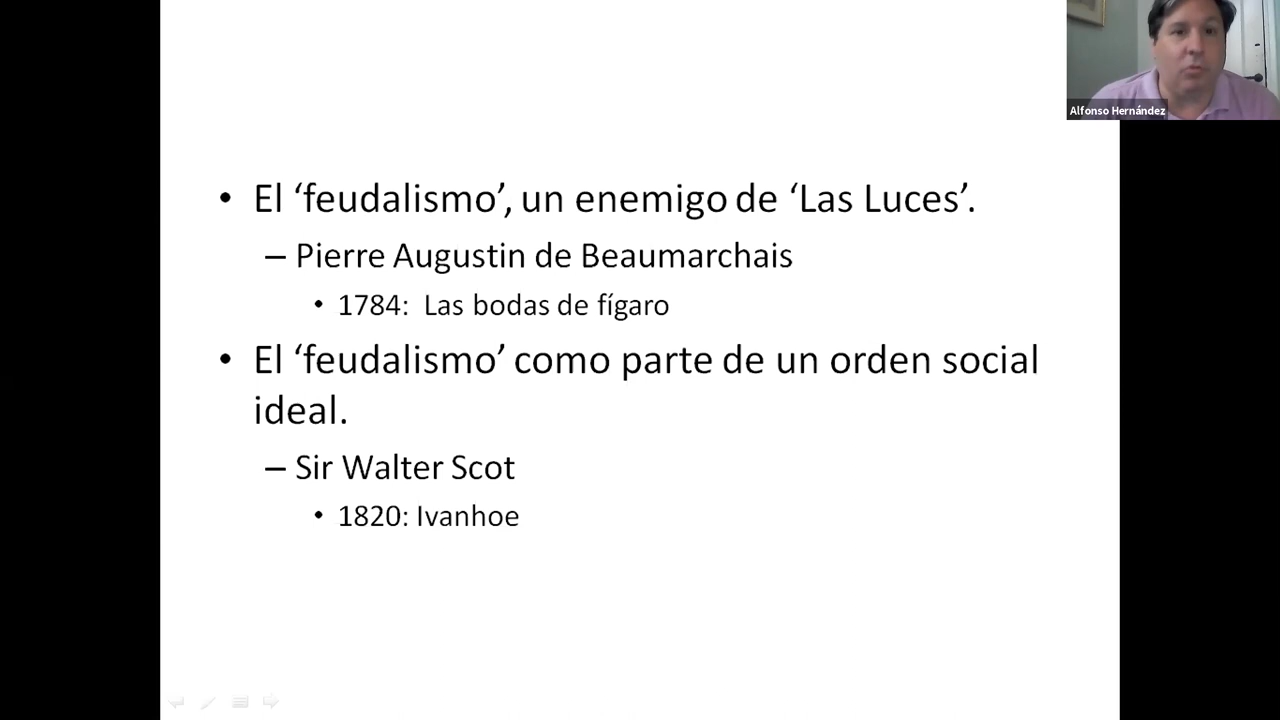 Alfonso Hernández
• El ‘feudalismo’, un enemigo de ‘Las Luces’.
– Pierre Augustin de Beaumarchais
• 1784: Las bodas de fígaro
• El ‘feudalismo’ como parte de un orden social
ideal.
– Sir Walter Scot
• 1820: Ivanhoe